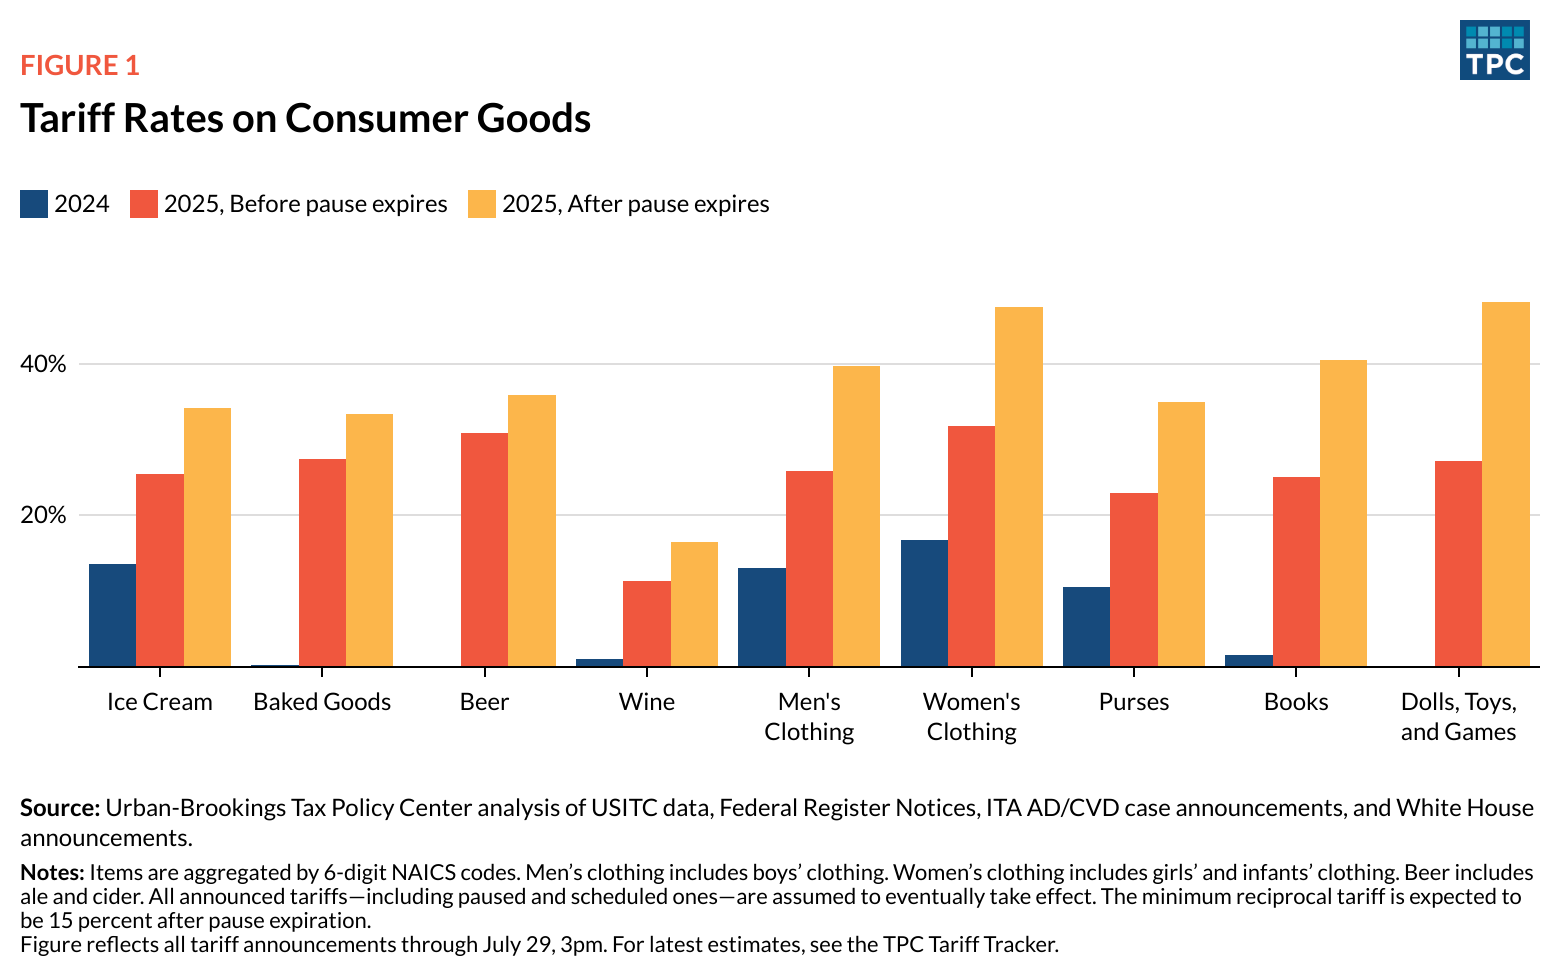 TPC
FIGURE 1
Tariff Rates on Consumer Goods
2024 2025, Before pause expires 2025, After pause expires
40%
20%
Ice Cream Baked Goods Beer Wine Men's Clothing Women's Clothing Purses Books Dolls, Toys, and Games
Source: Urban-Brookings Tax Policy Center analysis of USITC data, Federal Register Notices, ITA AD/CVD case announcements, and White House
announcements.
Notes: Items are aggregated by 6-digit NAICS codes. Men’s clothing includes boys’ clothing. Women’s clothing includes girls’ and infants’ clothing. Beer includes
ale and cider. All announced tariffs—including paused and scheduled ones—are assumed to eventually take effect. The minimum reciprocal tariff is expected to
be 15 percent after pause expiration.
Figure reflects all tariff announcements through July 29, 3pm. For latest estimates, see the TPC Tariff Tracker.